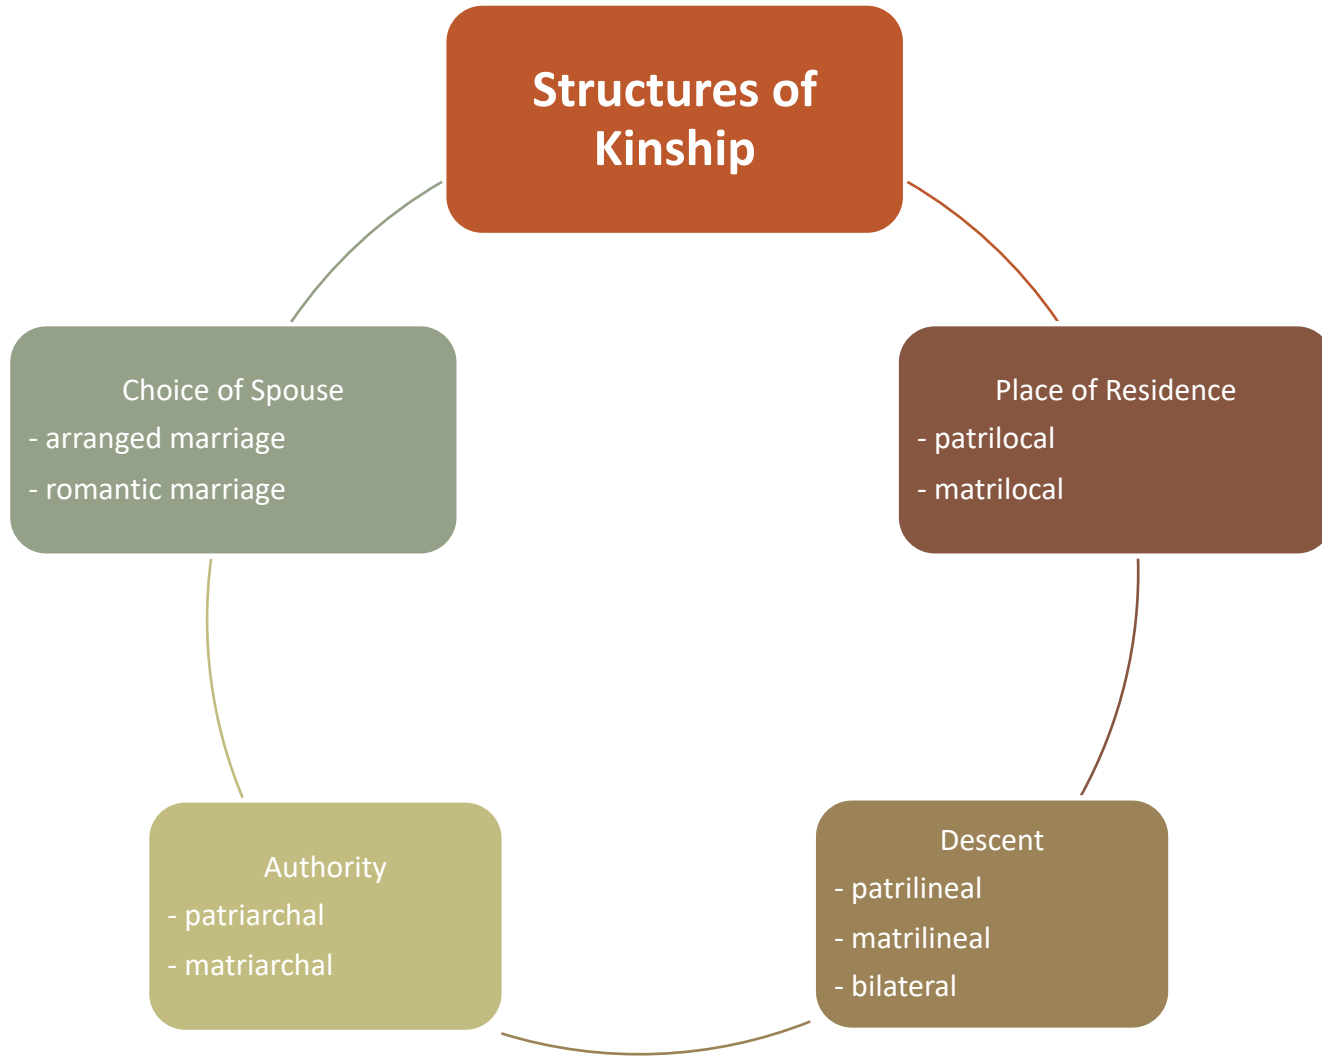 Structures of
Kinship
Choice of Spouse
- arranged marriage
- romantic marriage
Place of Residence
- patrilocal
- matrilocal
Authority
- patriarchal
- matriarchal
Descent
- patrilineal
- matrilineal
- bilateral